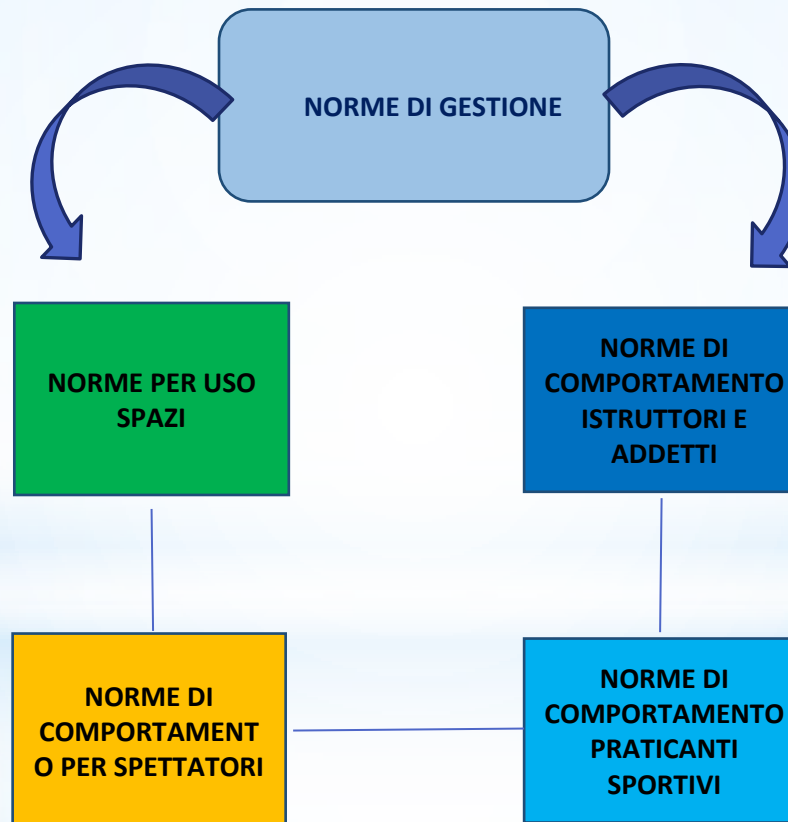 NORME DI GESTIONE
NORME PER USO
SPAZI
NORME DI
COMPORTAMENTO
ISTRUTTORI E
ADDETTI
NORME DI
COMPORTAMENT
O PER SPETTATORI
NORME DI
COMPORTAMENTO
PRATICANTI
SPORTIVI